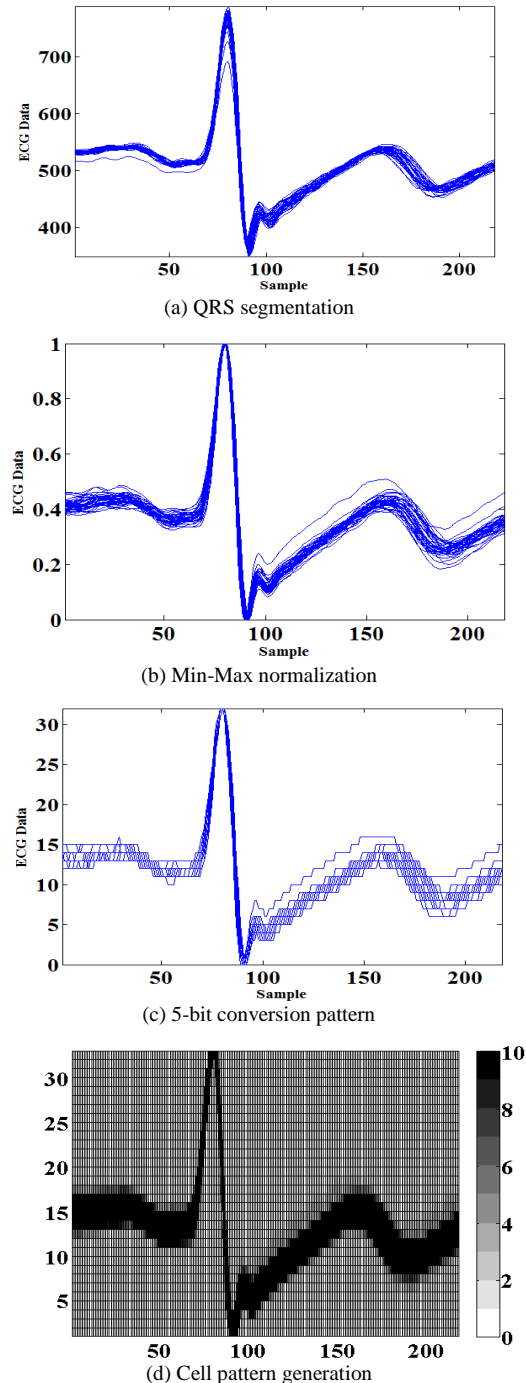 700
600
500
400
ECG Data
50 100 150 200
Sample
(a) QRS segmentation
1
0.8
0.6
0.4
0.2
0
ECG Data
50 100 150 200
Sample
(b) Min-Max normalization
30
25
20
15
10
5
0
ECG Data
50 100 150 200
Sample
(c) 5-bit conversion pattern
30
25
20
15
10
5
50 100 150 200
10
8
6
4
2
0
(d) Cell pattern generation